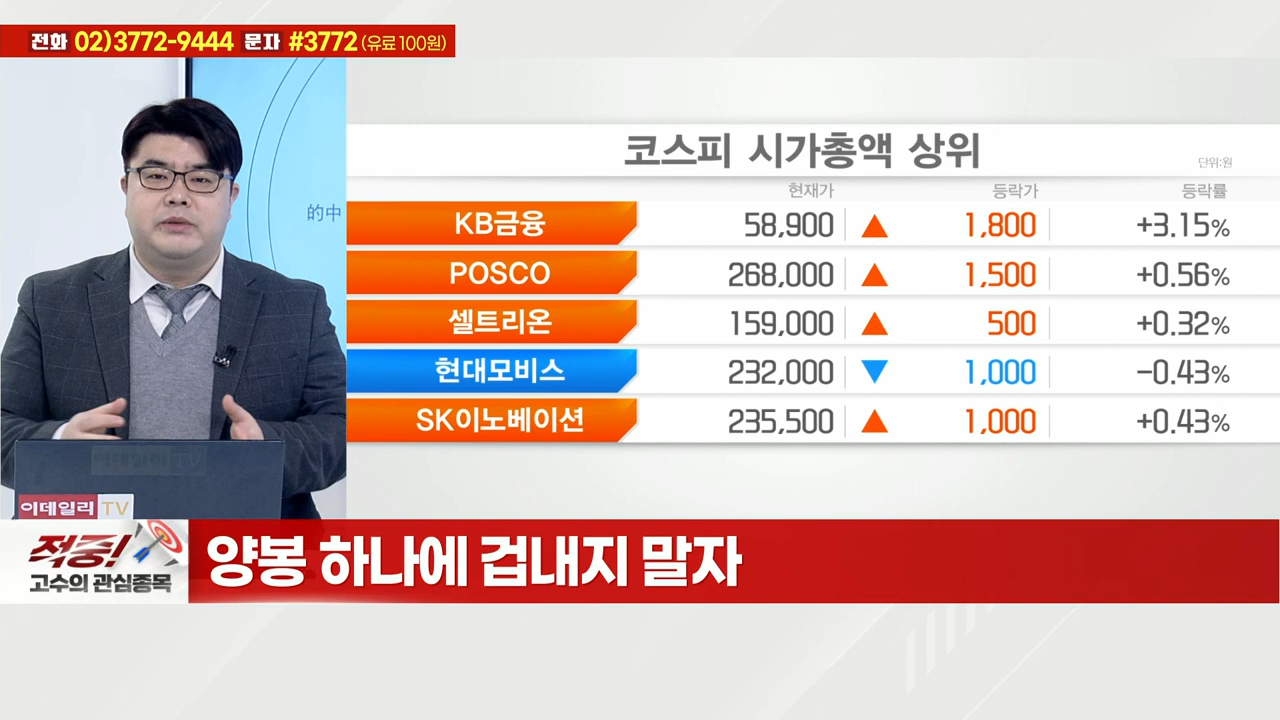 전화 02)3772-9444 문자 #3772 (유료100원)
的中
코스피 시가총액 상위
단위:원
현재가 등락가 등락률
KB금융 58,900 ▲ 1,800 +3.15%
POSCO 268,000 ▲ 1,500 +0.56%
셀트리온 159,000 ▲ 500 +0.32%
현대모비스 232,000 ▼ 1,000 -0.43%
SK이노베이션 235,500 ▲ 1,000 +0.43%
이데일리 TV
적중!
고수의 관심종목
양봉 하나에 겁내지 말자